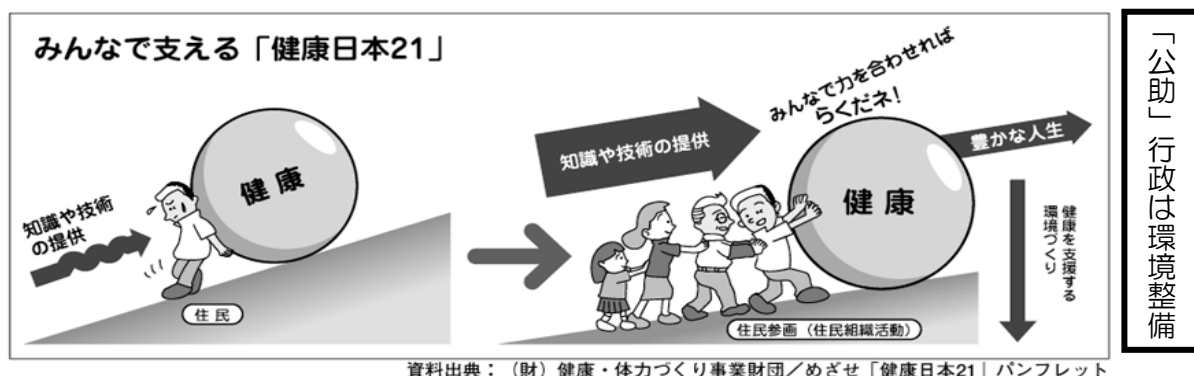 みんなで支える「健康日本21」
知識や技術
の提供
健康
住民
知識や技術の提供
みんなで力を合わせれば
らくだネ！
健康
豊かな人生
健康を支援する
環境づくり
住民参画（住民組織活動）
「公助」行政は環境整備
資料出典：（財）健康・体力づくり事業財団／めざせ「健康日本21」パンフレット